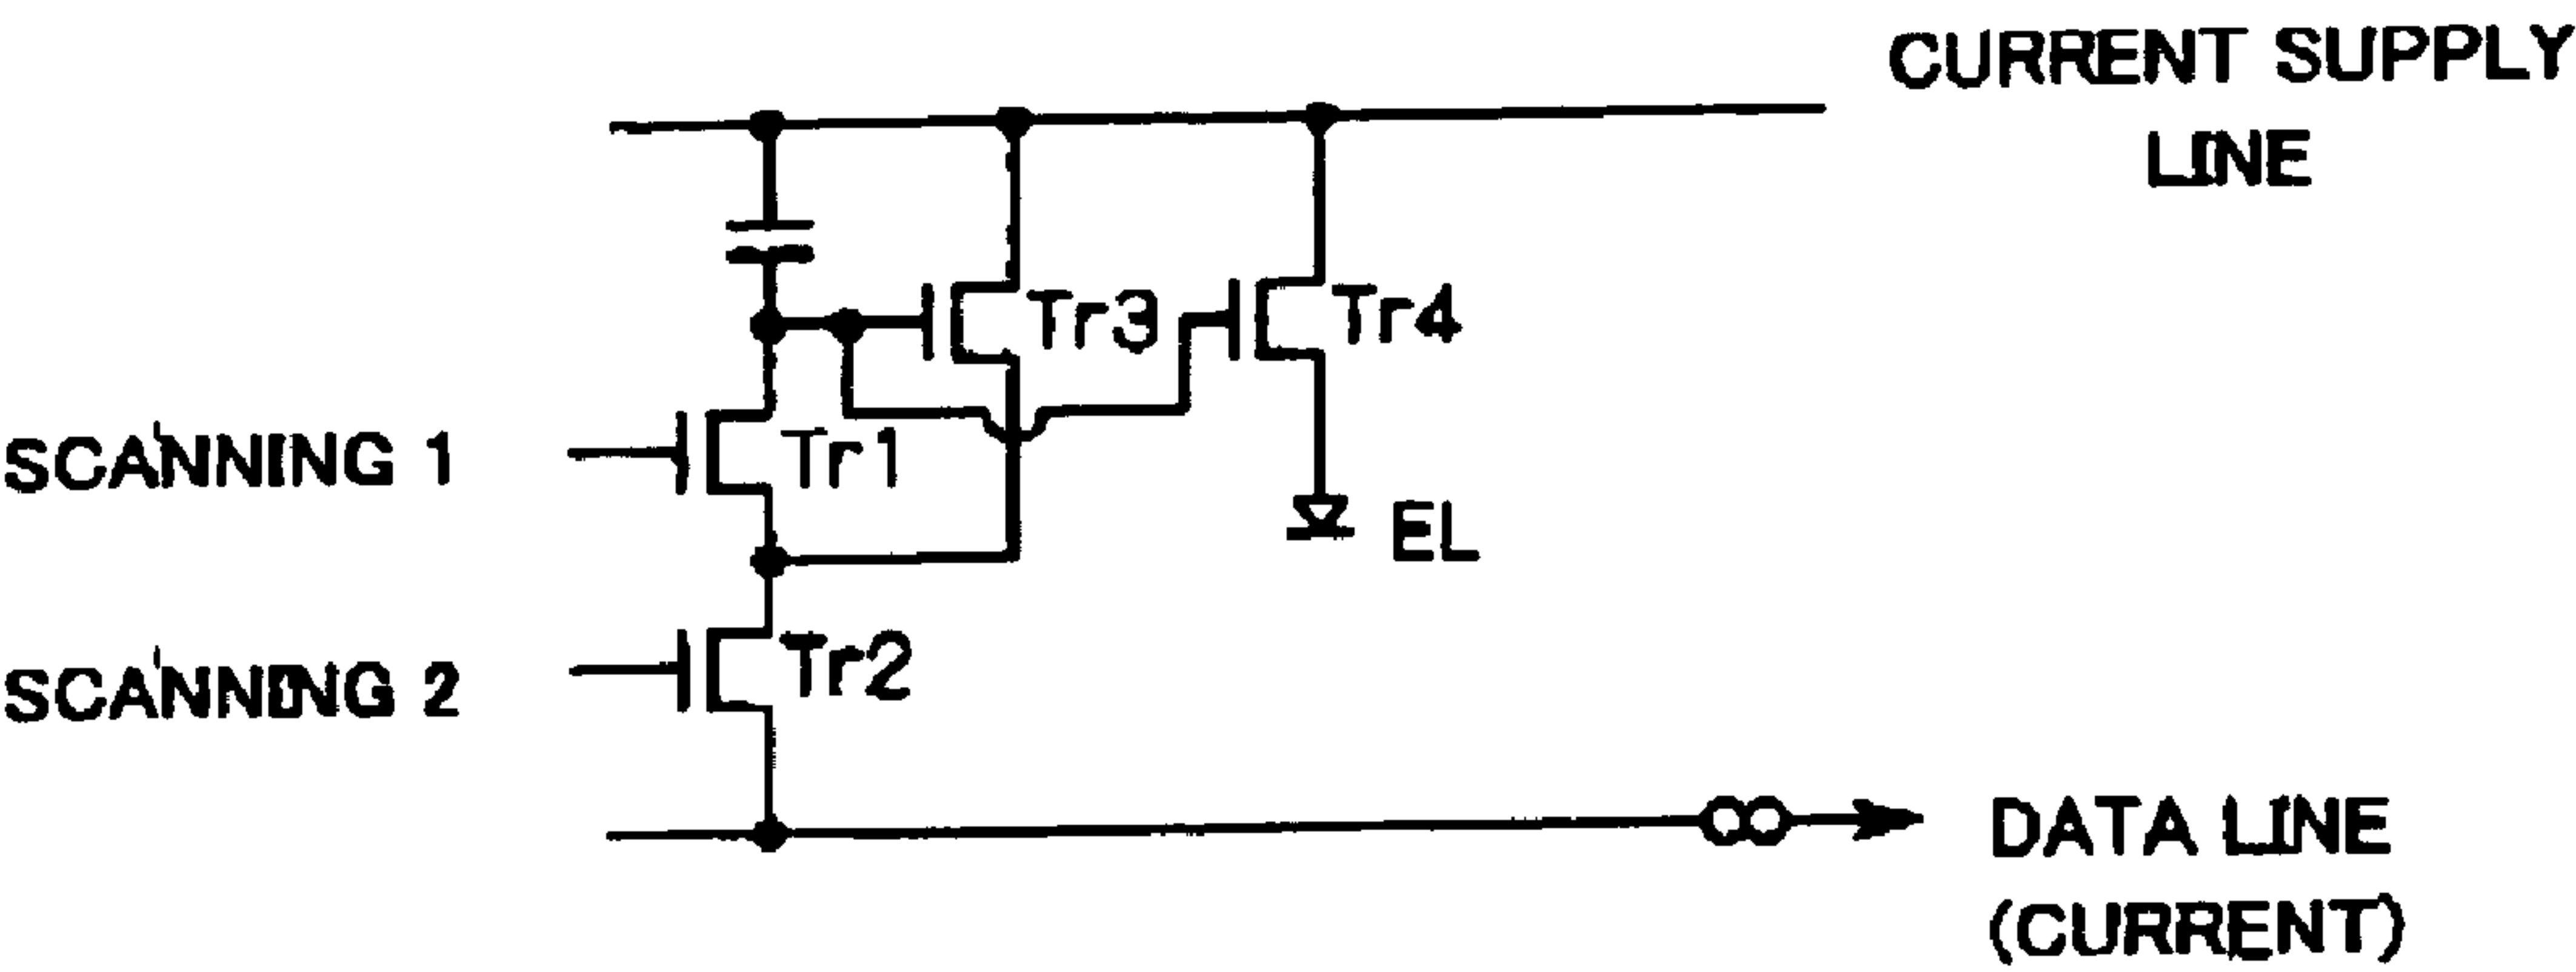 CURRENT SUPPLY
LINE
Tr3
Tr4
SCANNING 1
Tr1
EL
SCANNING 2
Tr2
DATA LINE
(CURRENT)